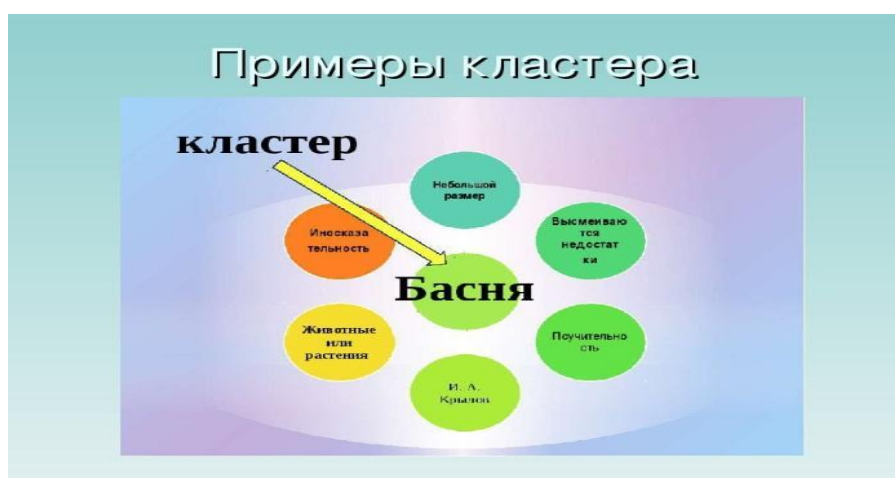 Примеры кластера
кластер
Небольшой
размер
Иносказа
тельность
Высмеиваю
тся
недостат
ки
Басня
Животные
или
растения
Поучительно
сть
И. А.
Крылов